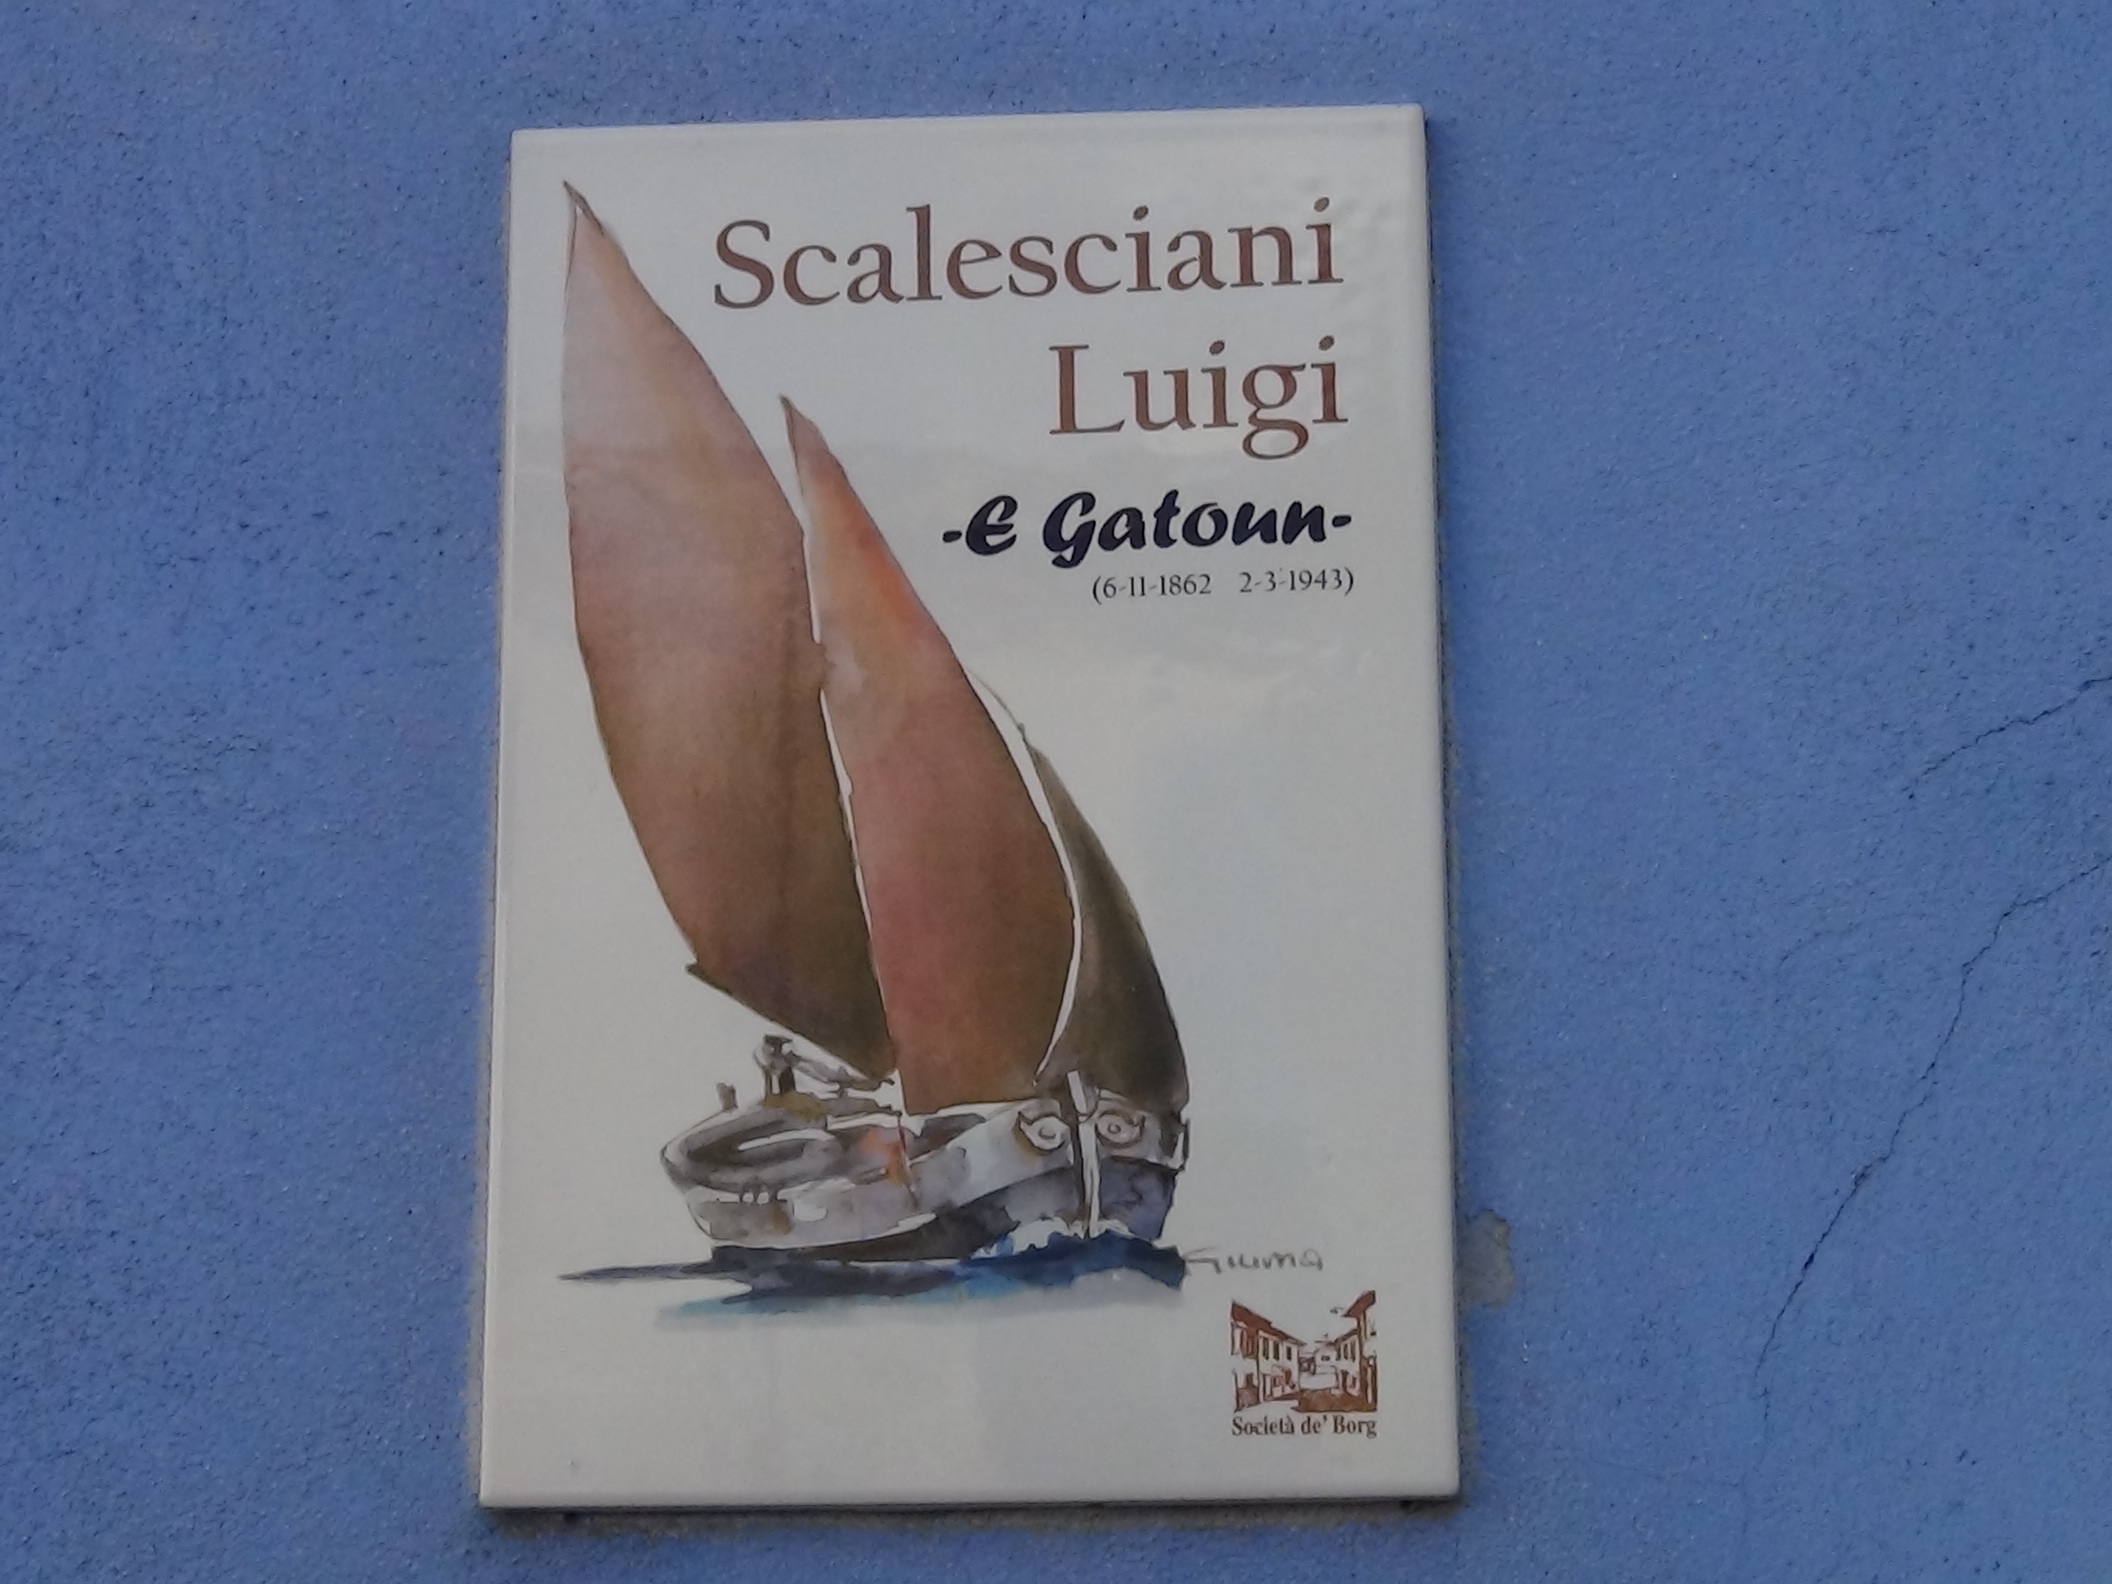 Scalesciani
Luigi
-E Gatoun-
(6-11-1862 2-3-1943)
Società de' Borg